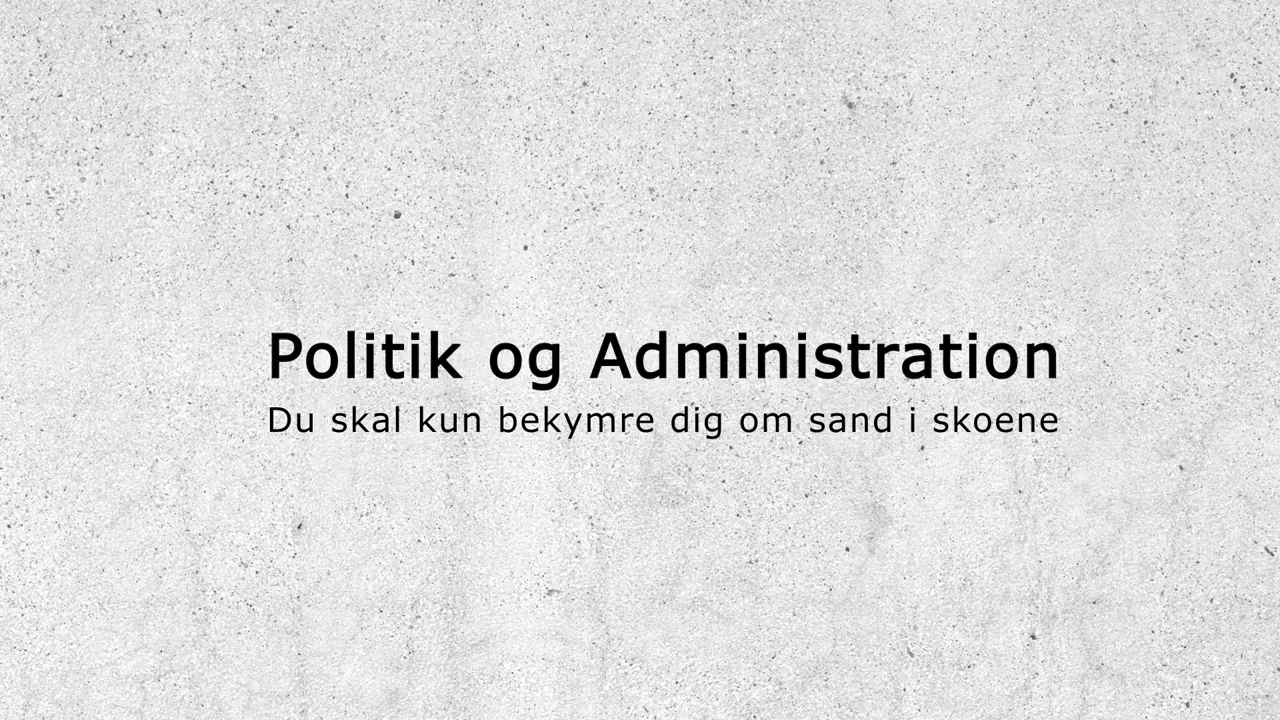 Politik og Administration
Du skal kun bekymre dig om sand i skoene